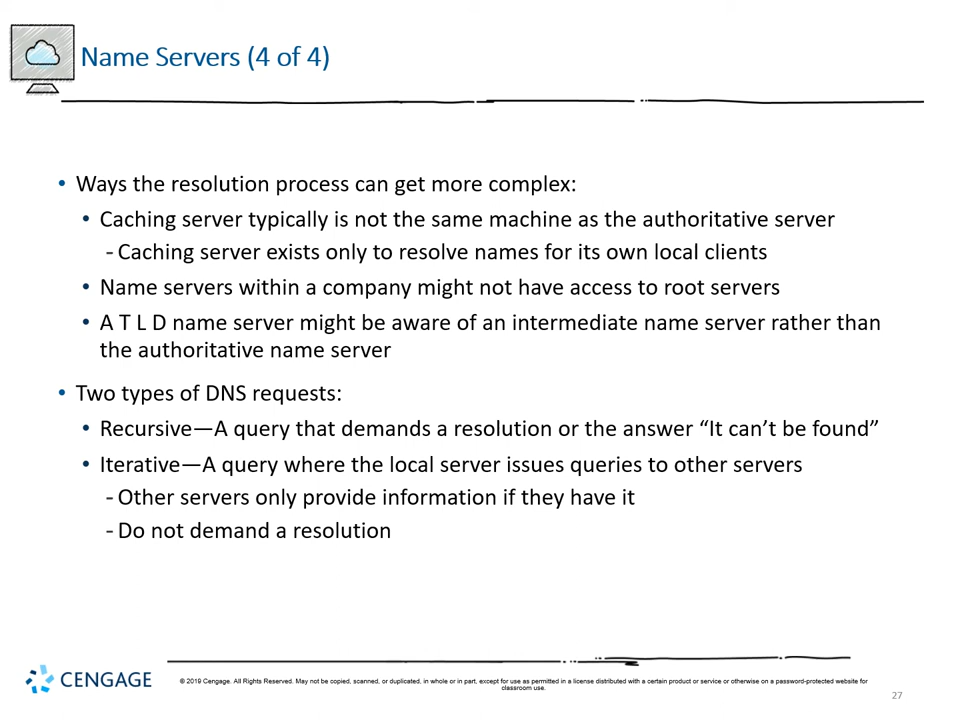 Name Servers (4 of 4)
• Ways the resolution process can get more complex:
• Caching server typically is not the same machine as the authoritative server
- Caching server exists only to resolve names for its own local clients
• Name servers within a company might not have access to root servers
• A T L D name server might be aware of an intermediate name server rather than
the authoritative name server
• Two types of DNS requests:
• Recursive—A query that demands a resolution or the answer “It can’t be found”
• Iterative—A query where the local server issues queries to other servers
- Other servers only provide information if they have it
- Do not demand a resolution
CENGAGE
© 2019 Cengage. All Rights Reserved. May not be copied, scanned, or duplicated, in whole or in part, except for use as permitted in a license distributed with a certain product or service or otherwise on a password-protected website for
classroom use.
27